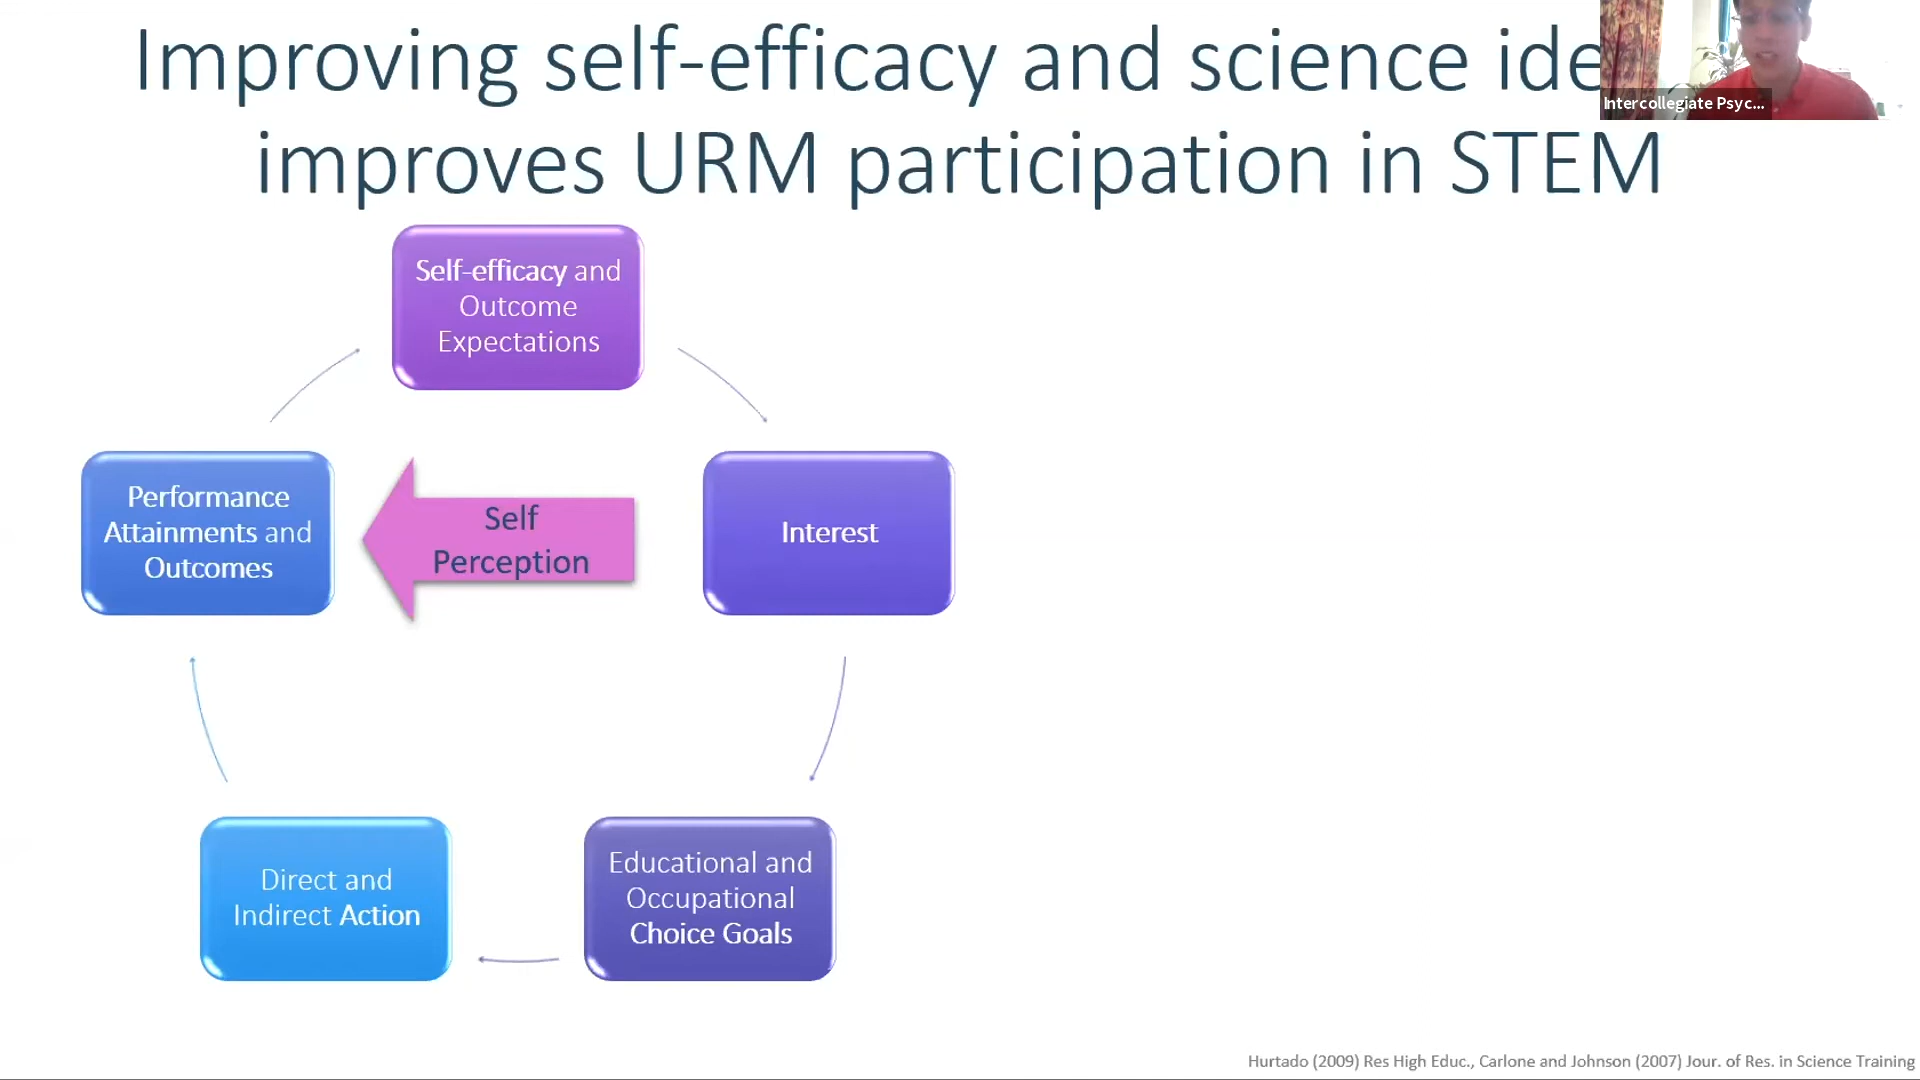 Improving self-efficacy and science ide
improves URM participation in STEM
Intercollegiate Psyc...
Self-efficacy and
Outcome
Expectations
Performance
Attainments and
Outcomes
Self
Perception
Interest
Direct and
Indirect Action
Educational and
Occupational
Choice Goals
Hurtado (2009) Res High Educ., Carlone and Johnson (2007) Jour. of Res. in Science Training